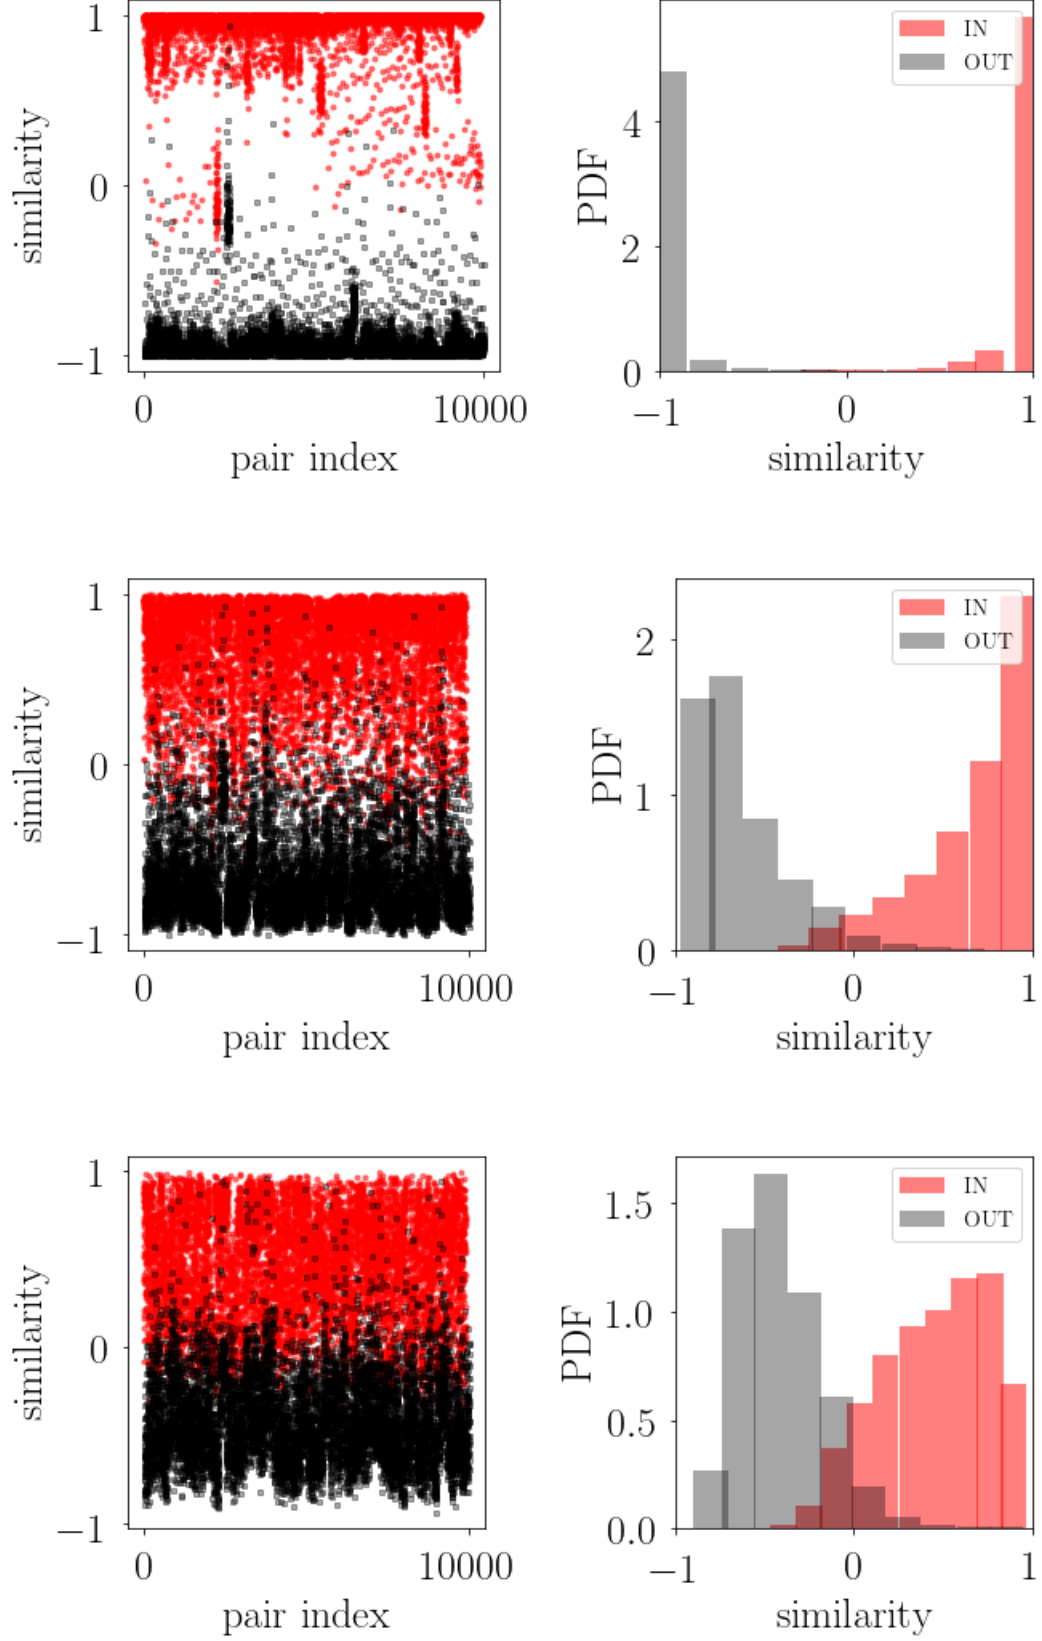 1
0
−1
similarity
0
10000
pair index
IN
OUT
4
2
0
PDF
−1
0
1
similarity
1
0
−1
similarity
0
10000
pair index
IN
OUT
2
1
0
PDF
−1
0
1
similarity
1
0
−1
similarity
0
10000
pair index
IN
OUT
1.5
1.0
0.5
0.0
PDF
−1
0
1
similarity